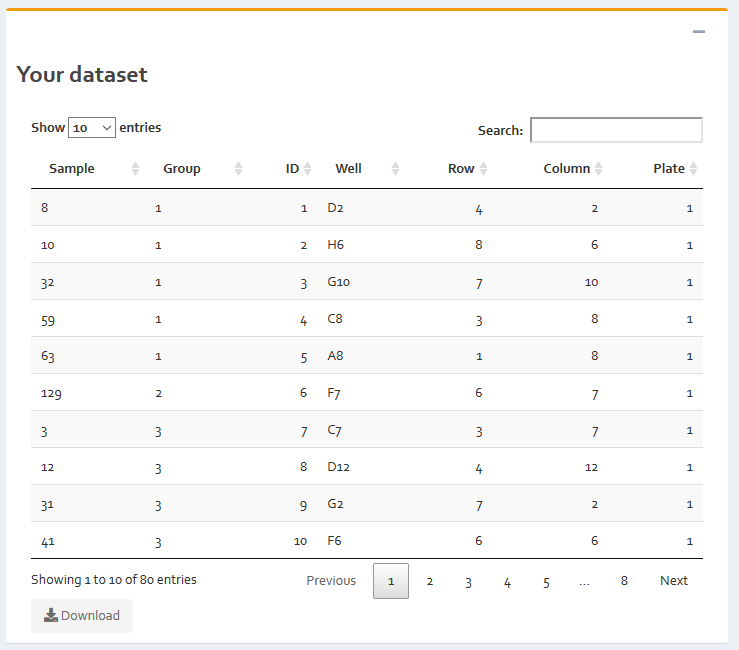 Your dataset
Show 10 entries
Search:
Sample Group ID Well Row Column Plate
8 1 1 D2 4 2 1
10 1 2 H6 8 6 1
32 1 3 G10 7 10 1
59 1 4 C8 3 8 1
63 1 5 A8 1 8 1
129 2 6 F7 6 7 1
3 3 7 C7 3 7 1
12 3 8 D12 4 12 1
31 3 9 G2 7 2 1
41 3 10 F6 6 6 1
Showing 1 to 10 of 80 entries
Previous 1 2 3 4 5 ... 8 Next
Download